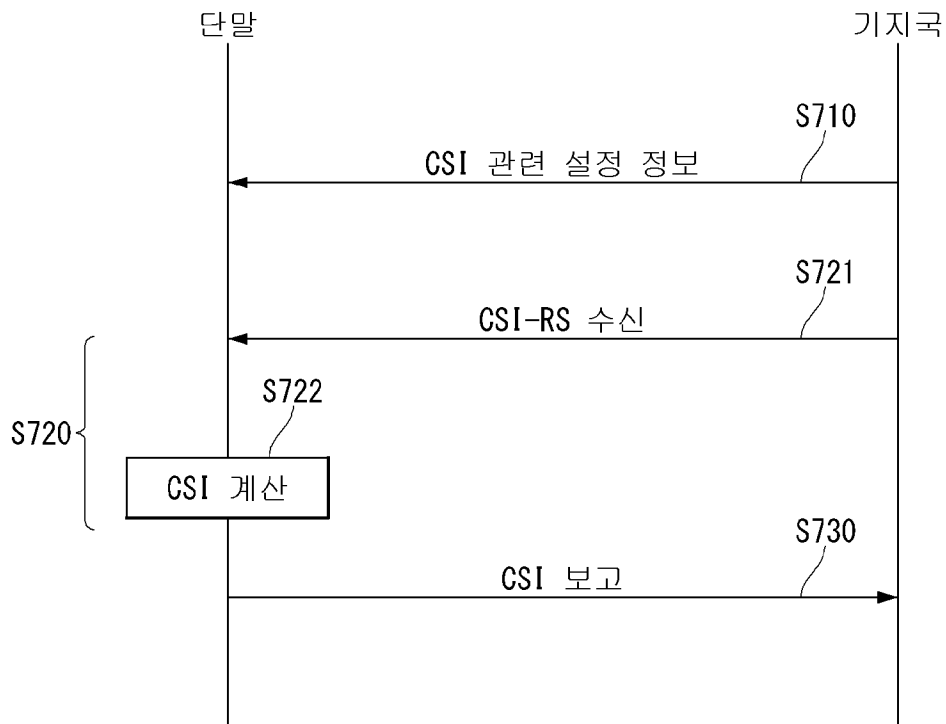 단말
기지국
S710
CSI 관련 설정 정보
S721
CSI-RS 수신
S722
S720
CSI 계산
S730
CSI 보고